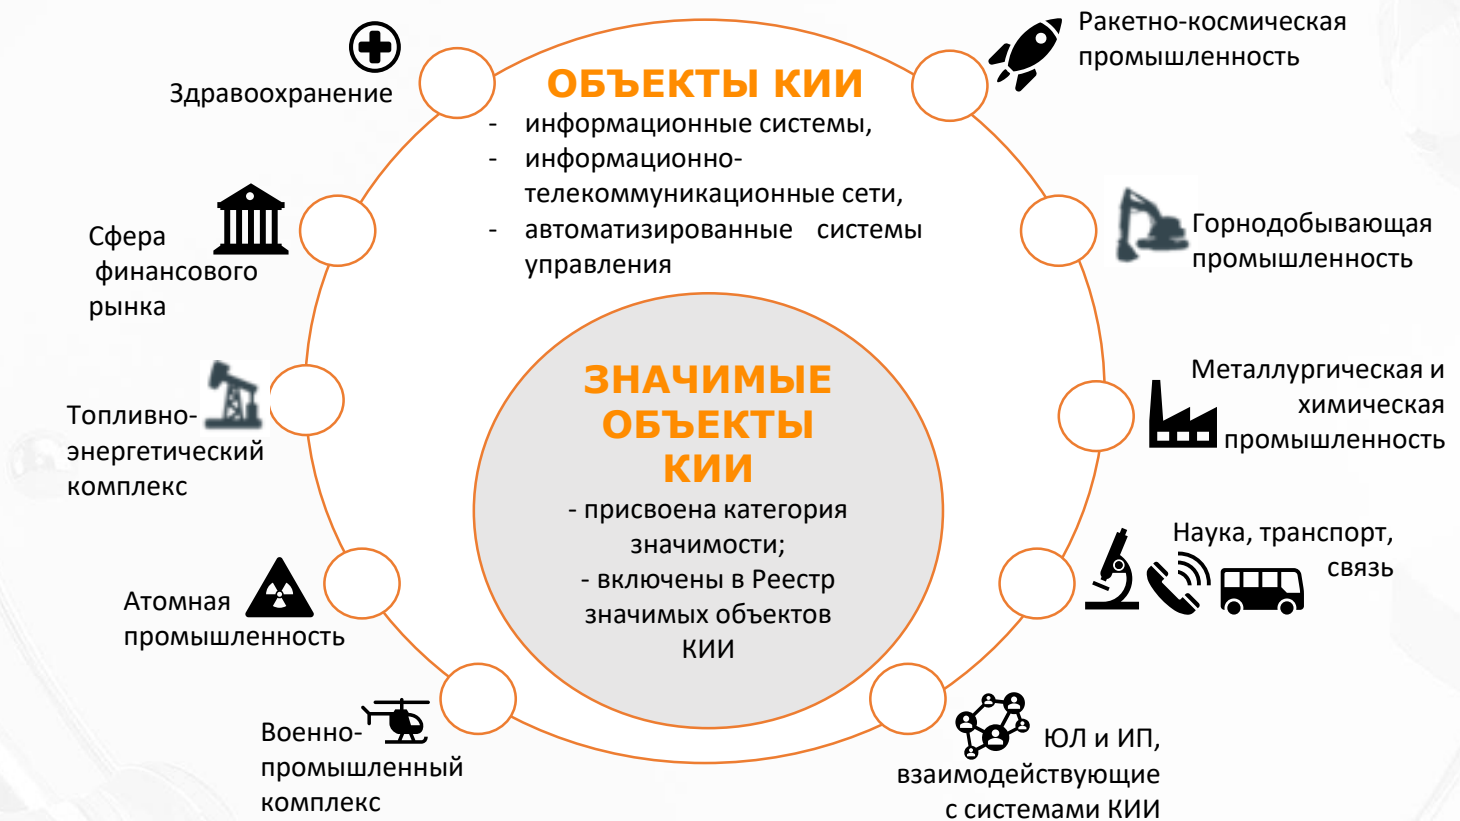 ОБЪЕКТЫ КИИ
- информационные системы,
- информационно-
телекоммуникационные сети,
- автоматизированные системы
управления
ЗНАЧИМЫЕ
ОБЪЕКТЫ
КИИ
- присвоена категория
значимости;
- включены в Реестр
значимых объектов
КИИ
Здравоохранение
Сфера
финансового
рынка
Топливно-
энергетический
комплекс
Атомная
промышленность
Военно-
промышленный
комплекс
Ракетно-космическая
промышленность
Горнодобывающая
промышленность
Металлургическая и
химическая
промышленность
Наука, транспорт,
связь
ЮЛ и ИП,
взаимодействующие
с системами КИИ